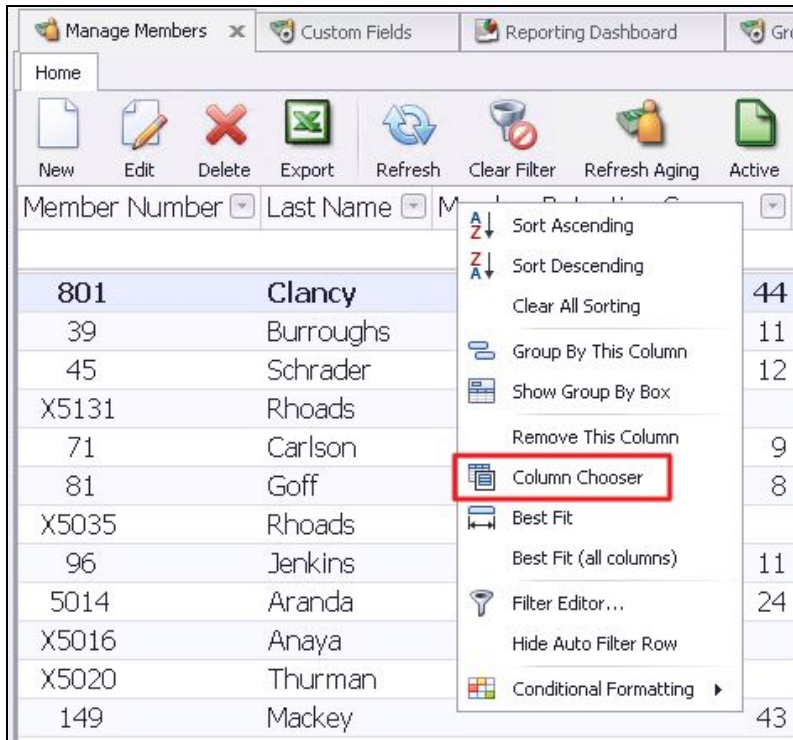 Manage Members Custom Fields Reporting Dashboard
Home
New Edit Delete Export Refresh Clear Filter Refresh Aging Active
Member Number Last Name
Sort Ascending
Sort Descending
Clear All Sorting
Group By This Column
Show Group By Box
Remove This Column
Column Chooser
Best Fit
Best Fit (all columns)
Filter Editor...
Hide Auto Filter Row
Conditional Formatting
801 Clancy 44
39 Burroughs 11
45 Schrader 12
X5131 Rhoads
71 Carlson 9
81 Goff 8
X5035 Rhoads
96 Jenkins 11
5014 Aranda 24
X5016 Anaya
X5020 Thurman
149 Mackey 43